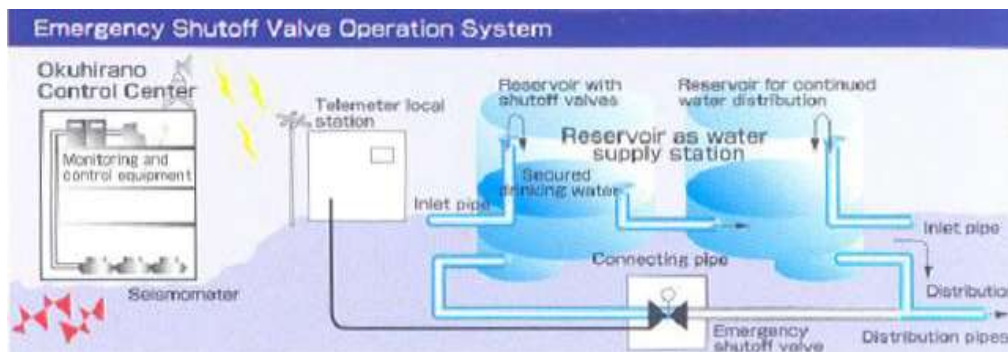 Emergency Shutoff Valve Operation System
Okuhirano
Control Center
Monitoring and
control equipment
Seismometer
Telemeter local
station
Reservoir with
shutoff valves
Reservoir for continued
water distribution
Reservoir as water
supply station
Secured
drinking water
Inlet pipe
Inlet pipe
Connecting pipe
Distribution
Emergency
shutoff valve
Distribution pipes